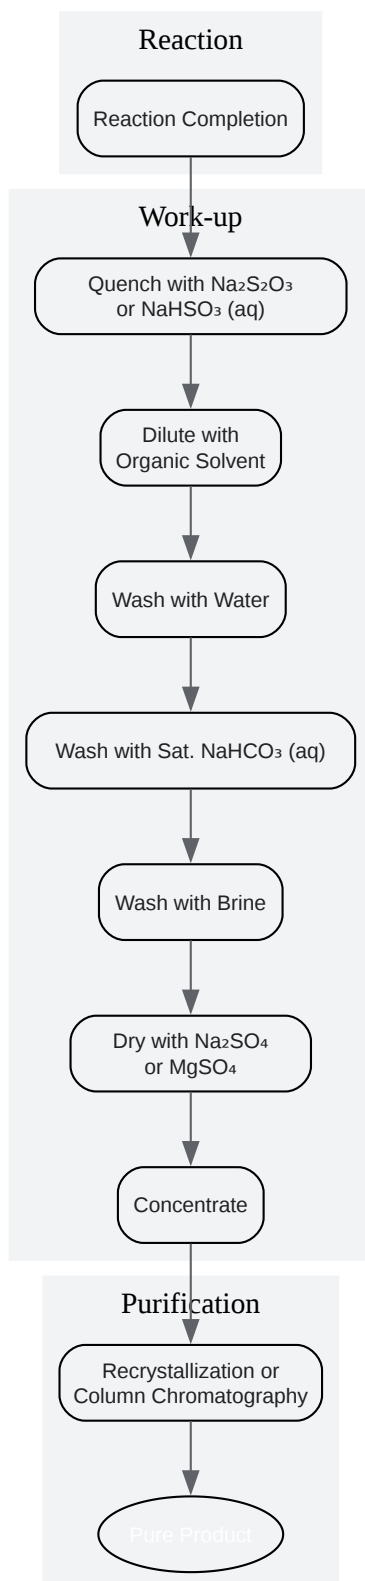 Reaction
Reaction Completion
Work-up
Quench with Na₂S₂O₃
or NaHSO₃ (aq)
Dilute with
Organic Solvent
Wash with Water
Wash with Sat. NaHCO₃ (aq)
Wash with Brine
Dry with Na₂SO₄
or MgSO₄
Concentrate
Purification
Recrystallization or
Column Chromatography
Pure Product